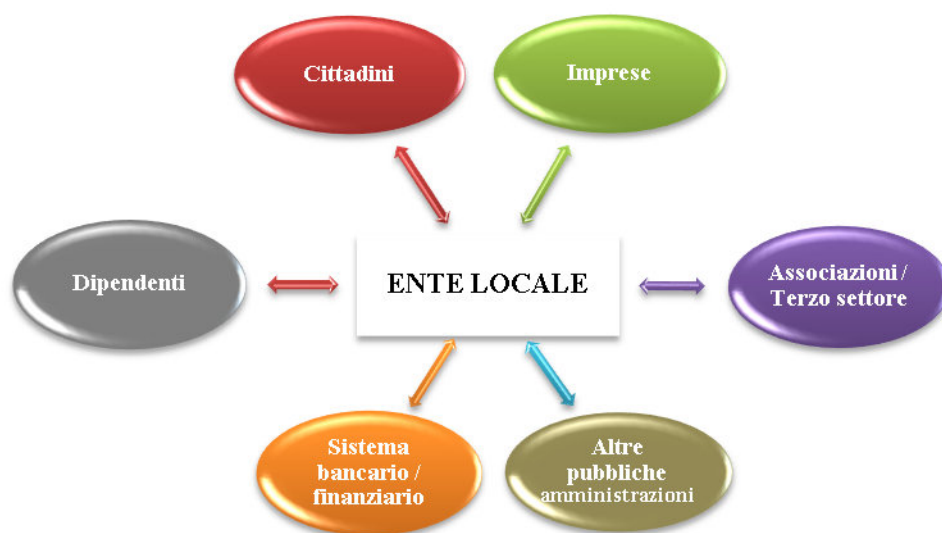 Cittadini
Imprese
Dipendenti
ENTE LOCALE
Associazioni /
Terzo settore
Sistema
bancario /
finanziario
Altre
pubbliche
amministrazioni